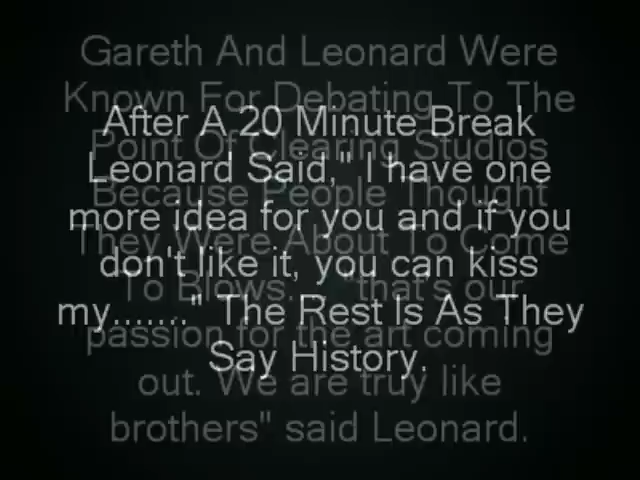 Gareth And Leonard Were
Known For Debating To The
Point Of Clearing Studios
Because People Thought
They Were About To Come
To Blows. "that's our
passion for the art coming
out. We are truy like
brothers" said Leonard.
After A 20 Minute Break
Leonard Said," I have one
more idea for you and if you
don't like it, you can kiss
my......." The Rest Is As They
Say History.